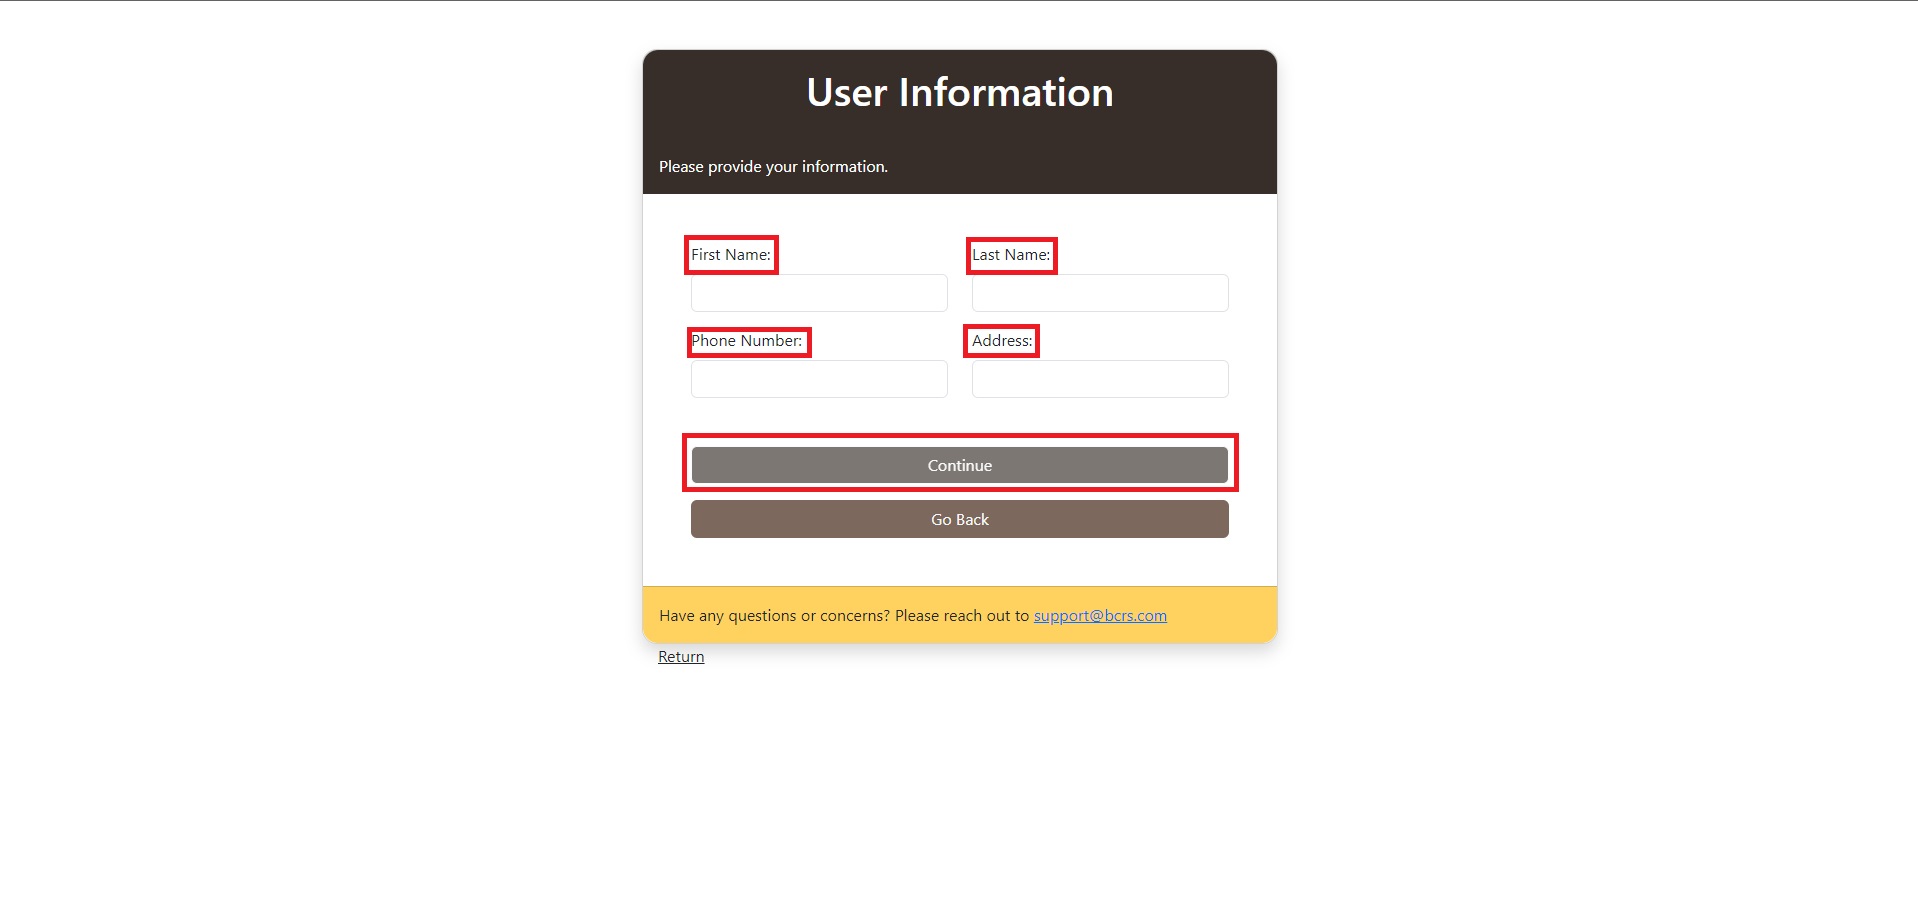 User Information
Please provide your information.
First Name:
Last Name:
Phone Number:
Address:
Continue
Go Back
Have any questions or concerns? Please reach out to support@bcrs.com
Return